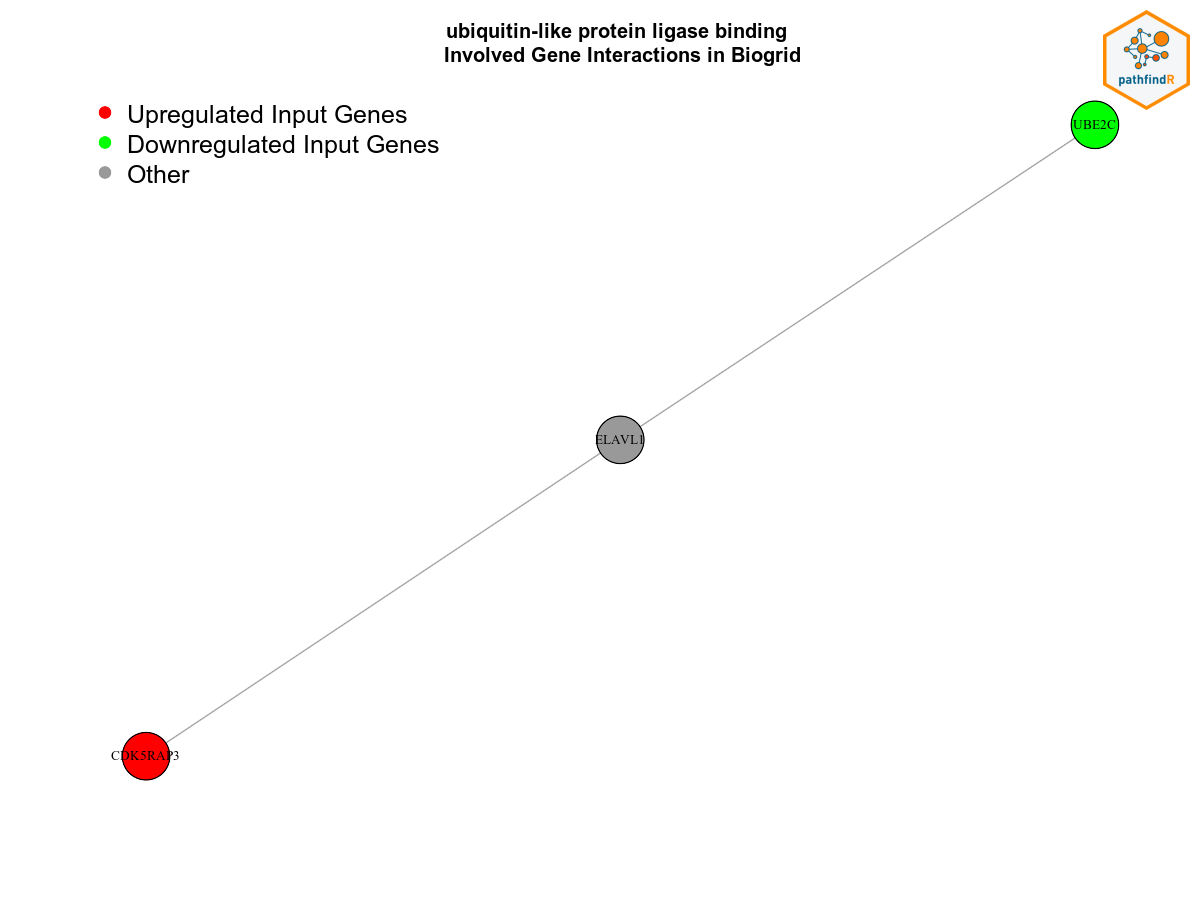 ubiquitin-like protein ligase binding
Involved Gene Interactions in Biogrid
pathfindR
Upregulated Input Genes
Downregulated Input Genes
Other
UBE2C
ELAVL1
CDK5RAP3